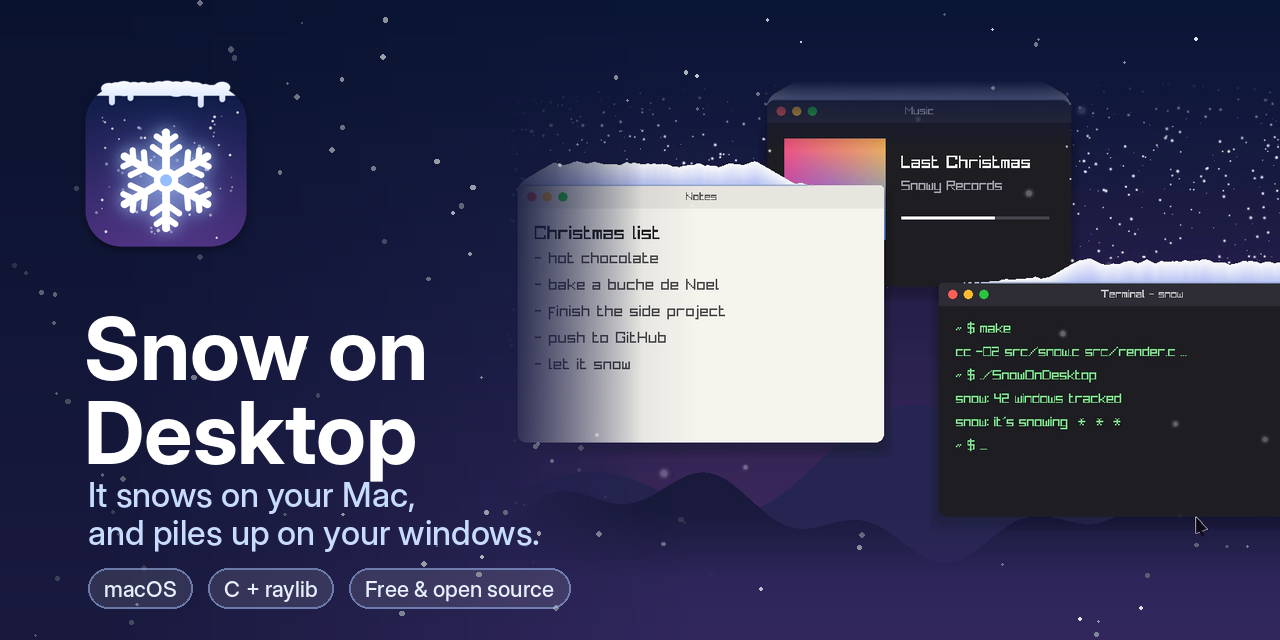 Snow on
Desktop
It snows on your Mac,
and piles up on your windows.
macOS
C + raylib
Free & open source
Music
Last Christmas
Snowy Records
Notes
Christmas list
- hot chocolate
- bake a buche de Noel
- finish the side project
- push to GitHub
- let it snow
Terminal - snow
~ $ make
cc -O2 src/snow.c src/render.c ...
~ $ ./SnowOnDesktop
snow: 42 windows tracked
snow: it's snowing * * *
~ $ _